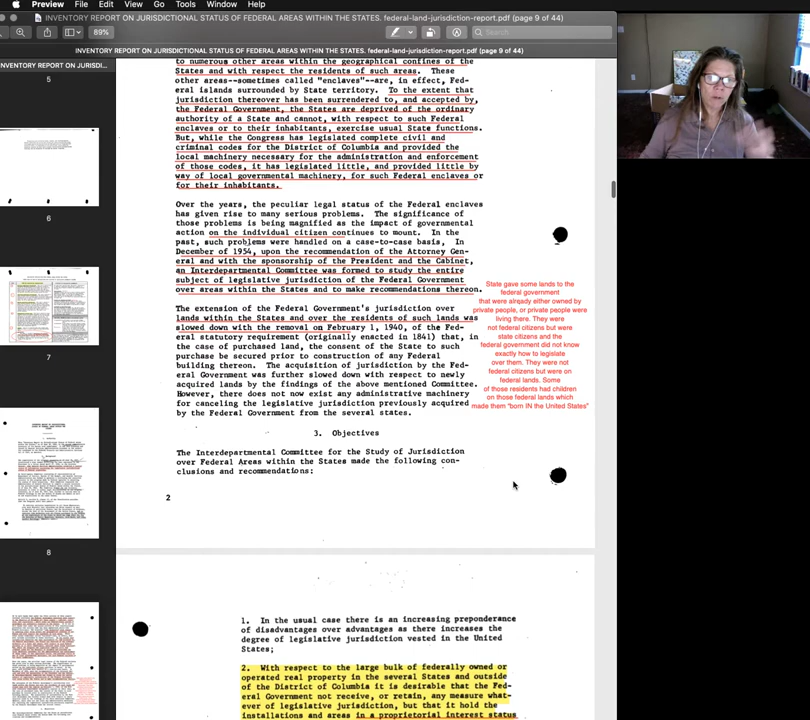 Preview File Edit View Go Tools Window Help
INVENTORY REPORT ON JURISDICTIONAL STATUS OF FEDERAL AREAS WITHIN THE STATES. federal-land-jurisdiction-report.pdf (page 9 of 44)
89%
Search
INVENTORY REPORT ON JURISDICTIONAL STATUS OF FEDERAL AREAS WITHIN THE STATES. federal-land-jurisdiction-report.pdf (page 9 of 44)
INVENTORY REPORT ON JURISDI...
5
6
7
8
to numerous other areas within the geographical confines of the
States and with respect the residents of such areas. These
other areas--sometimes called "enclaves"--are, in effect, Fed-
eral islands surrounded by State territory. To the extent that
jurisdiction thereover has been surrendered to, and accepted by,
the Federal Government, the States are deprived of the ordinary
authority of a State and cannot, with respect to such Federal
enclaves or to their inhabitants, exercise usual State functions.
But, while the Congress has legislated complete civil and
criminal codes for the District of Columbia and provided the
local machinery necessary for the administration and enforcement
of those codes, it has legislated little, and provided little by
way of local governmental machinery, for such Federal enclaves or
for their inhabitants.
Over the years, the peculiar legal status of Federal enclaves
has given rise to many serious problems. The significance of
those problems is being magnified as the impact of governmental
action on the individual citizen continues to mount. In the
past, such problems were handled on a case-to-case basis, In
December of 1954, upon the recommendation of the Attorney Gen-
eral and with the sponsorship of the President and the Cabinet,
an Interdepartmental Committee was formed to study the entire
subject of legislative jurisdiction of the Federal Government
over areas within the States and to make recommendations thereon.
The extension of the Federal Government's jurisdiction over
lands within the States and over the residents of such lands was
slowed down with the removal on February 1, 1940, of the Fed-
eral statutory requirement (originally enacted in 1841) that, in
the case of purchased land, the consent of the State to such
purchase be secured prior to construction of any Federal
building thereon. The acquisition of jurisdiction by the Fed-
eral Government was further slowed down with respect to newly
acquired lands by the findings of the above mentioned Committee.
However, there does not now exist any administrative machinery
for canceling the legislative jurisdiction previously acquired
by the Federal Government from the several states.
3. Objectives
The Interdepartmental Committee for the Study of Jurisdiction
over Federal Areas within the States made the following con-
clusions and recommendations:
2
State gave some lands to the
federal government
that were already either owned by
private people, or private people were
living there. They were
not federal citizens but were
state citizens and the
federal government did not know
exactly how to legislate
over them. They were not
federal citizens but were on
federal lands. Some
of those residents had children
on those federal lands which
made them "born IN the United States"
1. In the usual case there is an increasing preponderance
of disadvantages over advantages as there increases the
degree of legislative jurisdiction vested in the United
States;
2. With respect to the large bulk of federally owned or
operated real property in the several States and outside
of the District of Columbia it is desirable that the Fed-
eral Government not receive, or retain, any measure what-
ever of legislative jurisdiction, but that it hold the
installations and areas in a proprietorial interest status